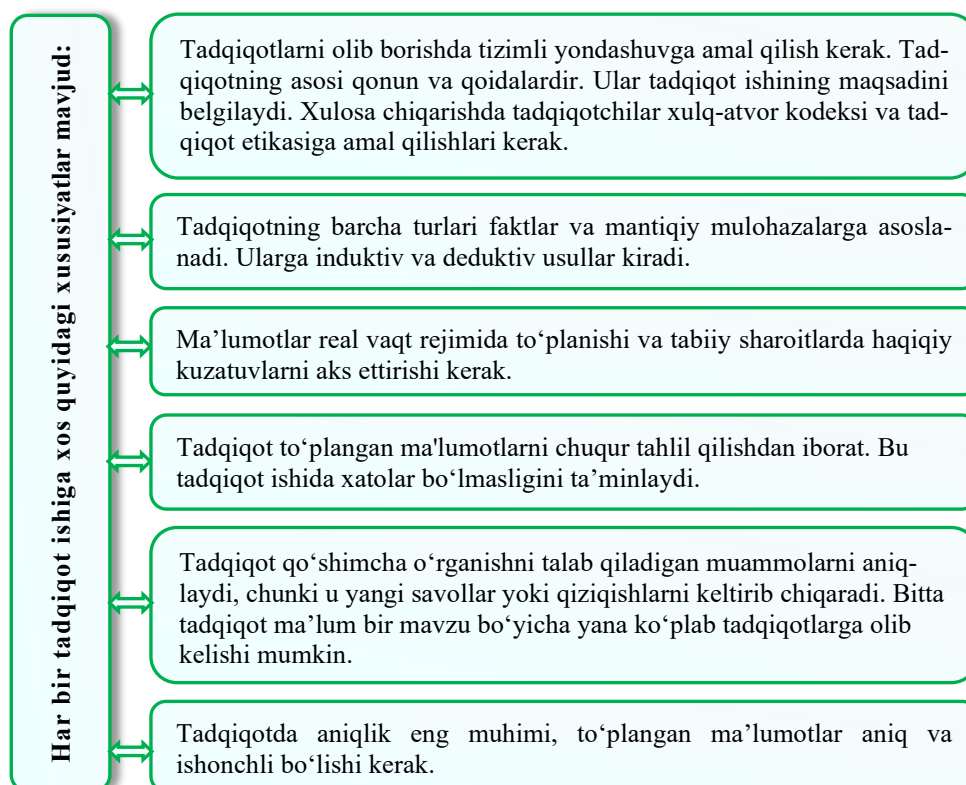 Har bir tadqiqot ishiga xos quyidagi xususiyatlar mavjud:
Tadqiqotlarni olib borishda tizimli yondashuvga amal qilish kerak. Tad-
qiqotning asosi qonun va qoidalardir. Ular tadqiqot ishining maqsadini
belgilaydi. Xulosa chiqarishda tadqiqotchilar xulq-atvor kodeksi va tad-
qiqot etikasiga amal qilishlari kerak.
Tadqiqotning barcha turlari faktlar va mantiqiy mulohazalarga asosla-
nadi. Ularga induktiv va deduktiv usullar kiradi.
Ma’lumotlar real vaqt rejimida to‘planishi va tabiiy sharoitlarda haqiqiy
kuzatuvlarni aks ettirishi kerak.
Tadqiqot to‘plangan ma'lumotlarni chuqur tahlil qilishdan iborat. Bu
tadqiqot ishida xatolar bo‘lmasligini ta’minlaydi.
Tadqiqot qo‘shimcha o‘rganishni talab qiladigan muammolarni aniq-
laydi, chunki u yangi savollar yoki qiziqishlarni keltirib chiqaradi. Bitta
tadqiqot ma’lum bir mavzu bo‘yicha yana ko‘plab tadqiqotlarga olib
kelishi mumkin.
Tadqiqotda aniqlik eng muhimi, to‘plangan ma’lumotlar aniq va
ishonchli bo‘lishi kerak.